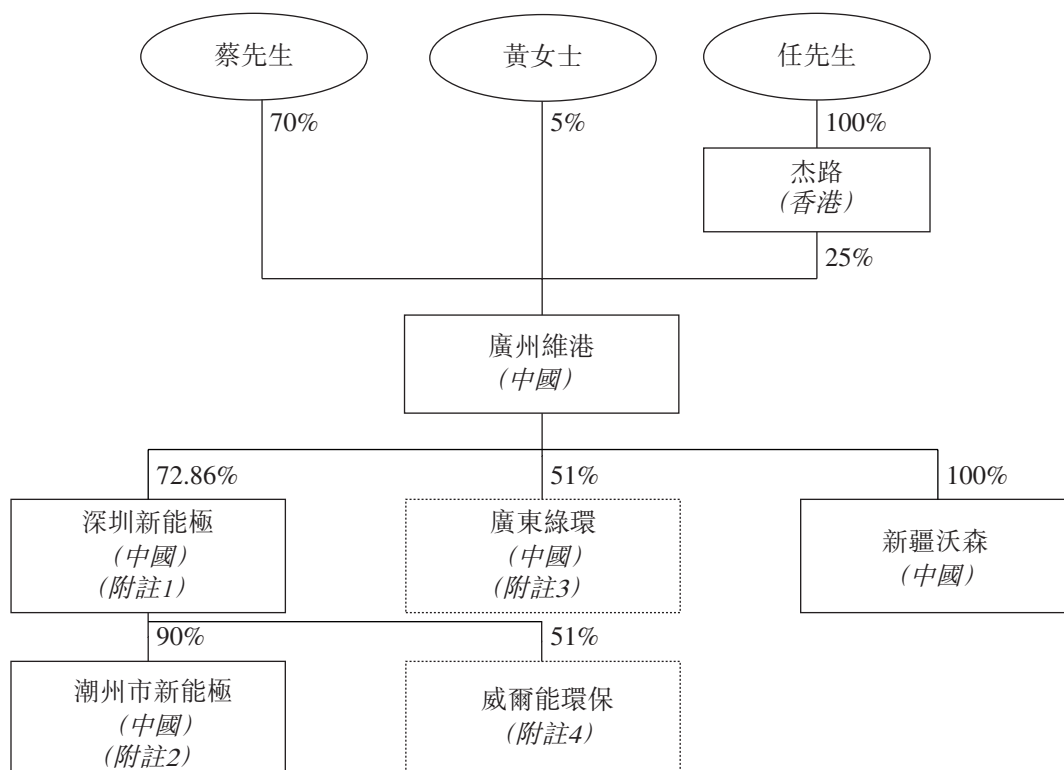 蔡先生
黃女士
任先生
70%
5%
100%
杰路
（香港）
25%
廣州維港
（中國）
72.86%
51%
100%
深圳新能極
（中國）
（附註1）
廣東綠環
（中國）
（附註3）
新疆沃森
（中國）
90%
51%
潮州市新能極
（中國）
（附註2）
威爾能環保
（附註4）